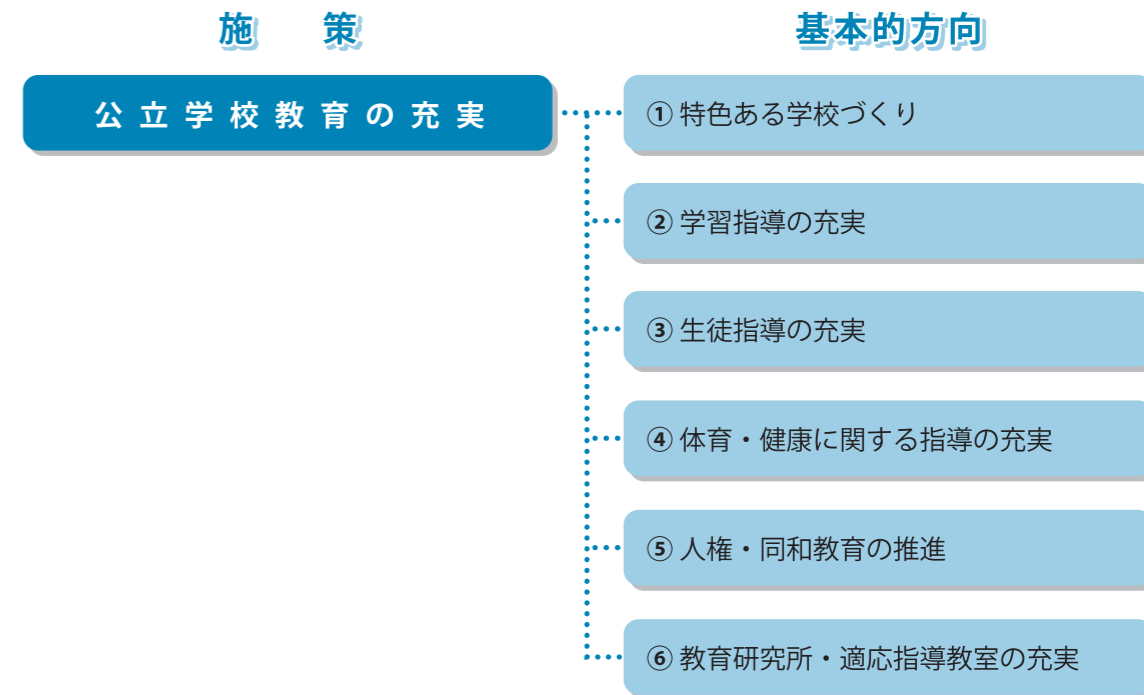 施　策
基本的方向
公立学校教育の充実
① 特色ある学校づくり
② 学習指導の充実
③ 生徒指導の充実
④ 体育・健康に関する指導の充実
⑤ 人権・同和教育の推進
⑥ 教育研究所・適応指導教室の充実